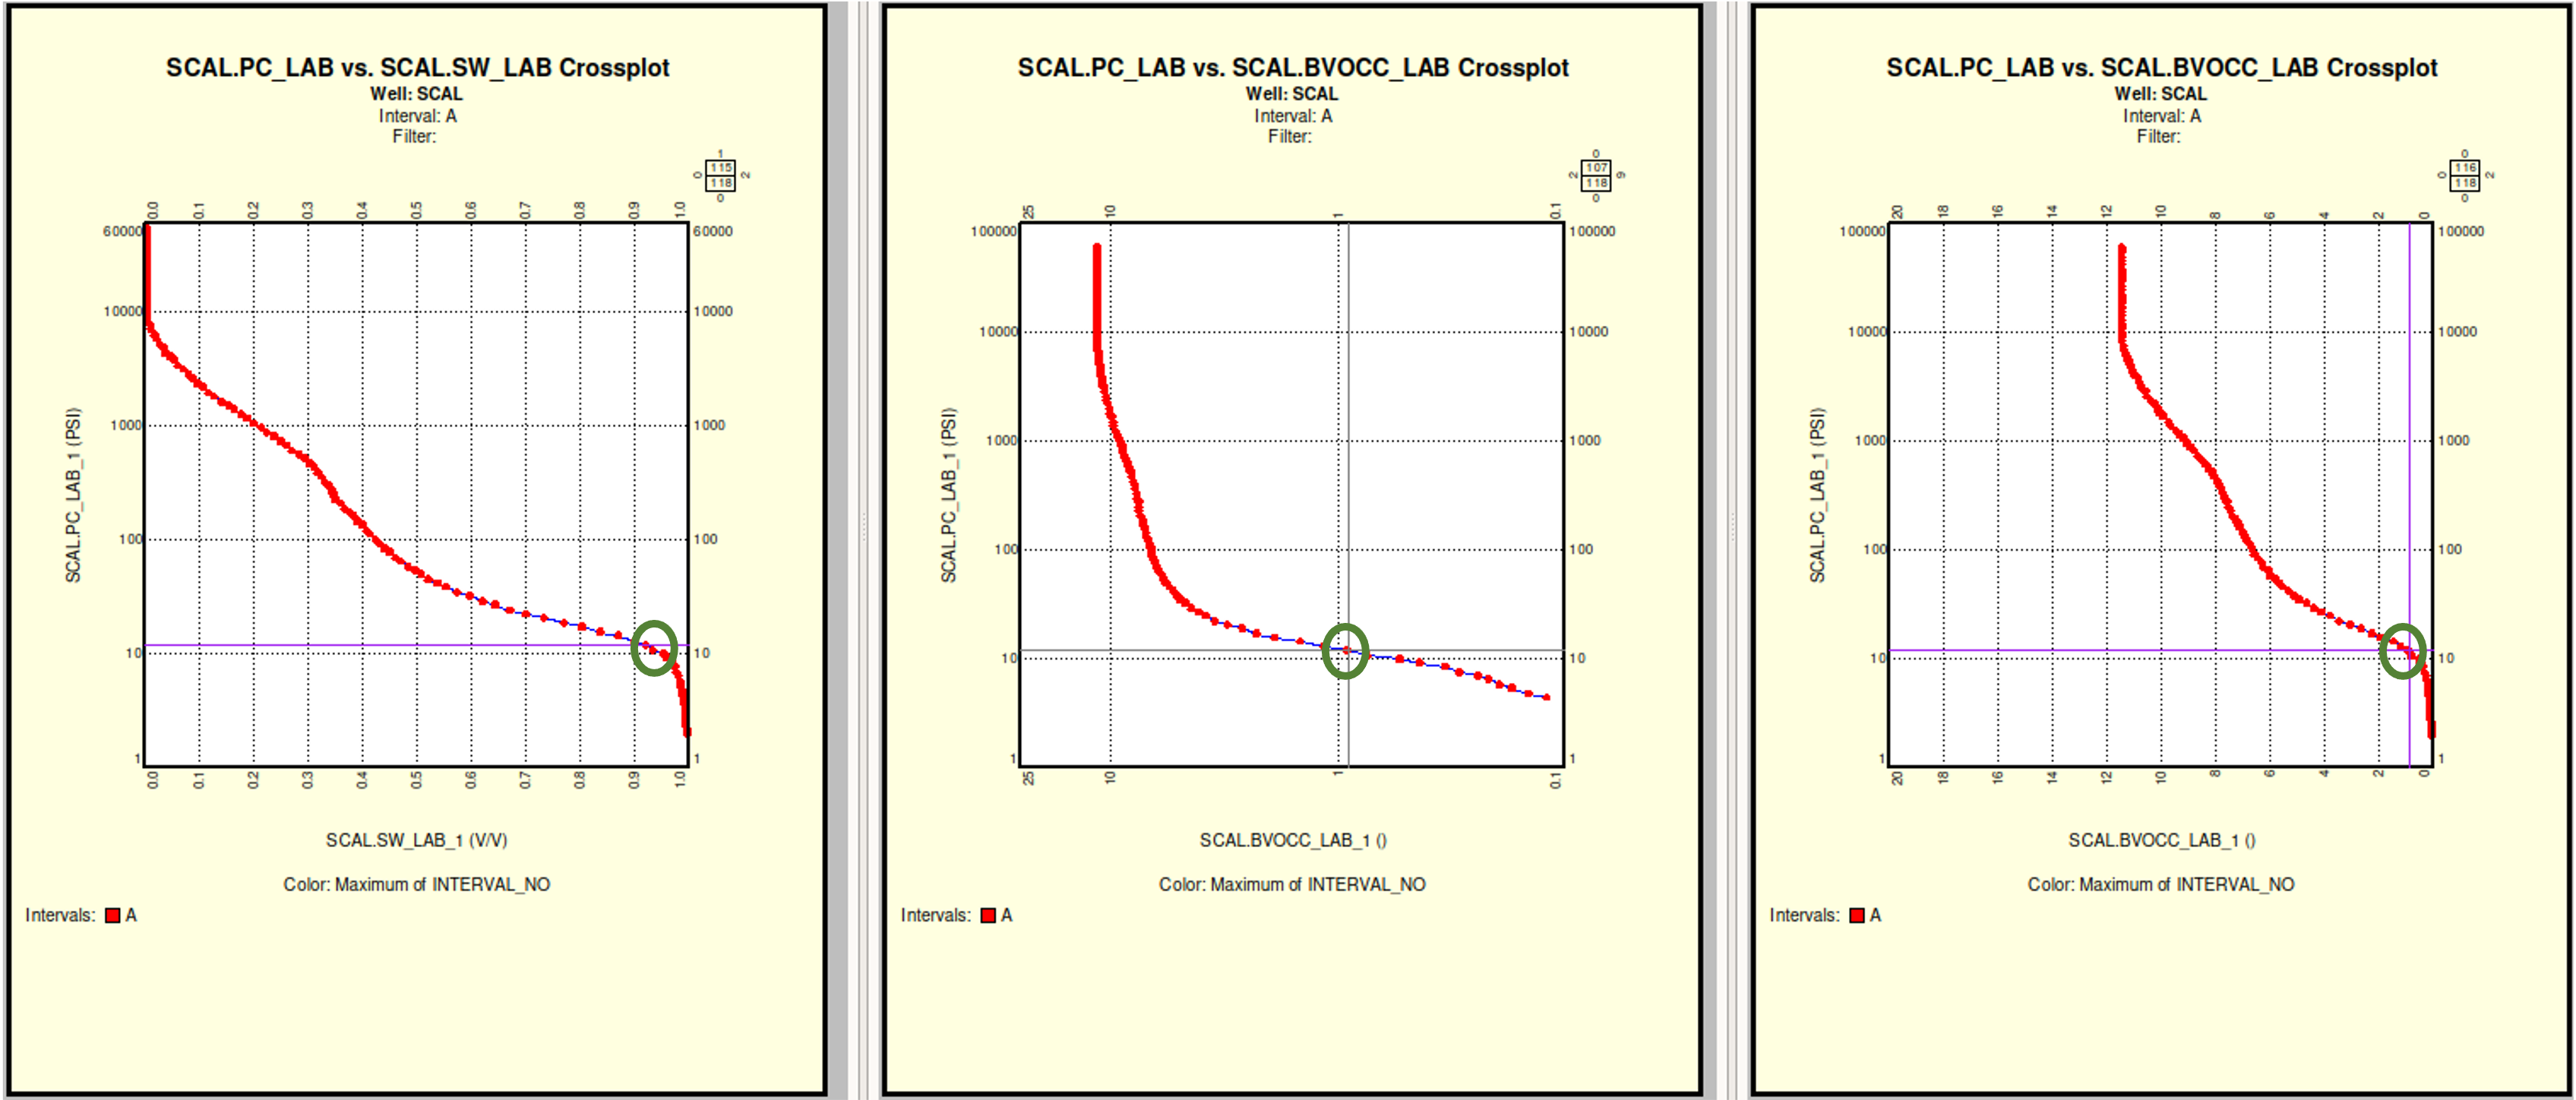 SCAL.PC_LAB vs. SCAL.SW_LAB Crossplot
Well: SCAL
Interval: A
Filter:
1
0 115 2
118
0
0.0 0.1 0.2 0.3 0.4 0.5 0.6 0.7 0.8 0.9 1.0
60000 60000
10000 10000
1000 1000
100 100
10 10
1 1
SCAL.PC_LAB_1 (PSI)
0.0 0.1 0.2 0.3 0.4 0.5 0.6 0.7 0.8 0.9 1.0
SCAL.SW_LAB_1 (V/V)
Color: Maximum of INTERVAL_NO
Intervals: A
SCAL.PC_LAB vs. SCAL.BVOCC_LAB Crossplot
Well: SCAL
Interval: A
Filter:
0
2 107 9
118
0
25 10 1 0.1
100000 100000
10000 10000
1000 1000
100 100
10 10
1 1
SCAL.PC_LAB_1 (PSI)
25 10 1 0.1
SCAL.BVOCC_LAB_1 ()
Color: Maximum of INTERVAL_NO
Intervals: A
SCAL.PC_LAB vs. SCAL.BVOCC_LAB Crossplot
Well: SCAL
Interval: A
Filter:
0
0 116 2
118
0
20 18 16 14 12 10 8 6 4 2 0
100000 100000
10000 10000
1000 1000
100 100
10 10
1 1
SCAL.PC_LAB_1 (PSI)
20 18 16 14 12 10 8 6 4 2 0
SCAL.BVOCC_LAB_1 ()
Color: Maximum of INTERVAL_NO
Intervals: A